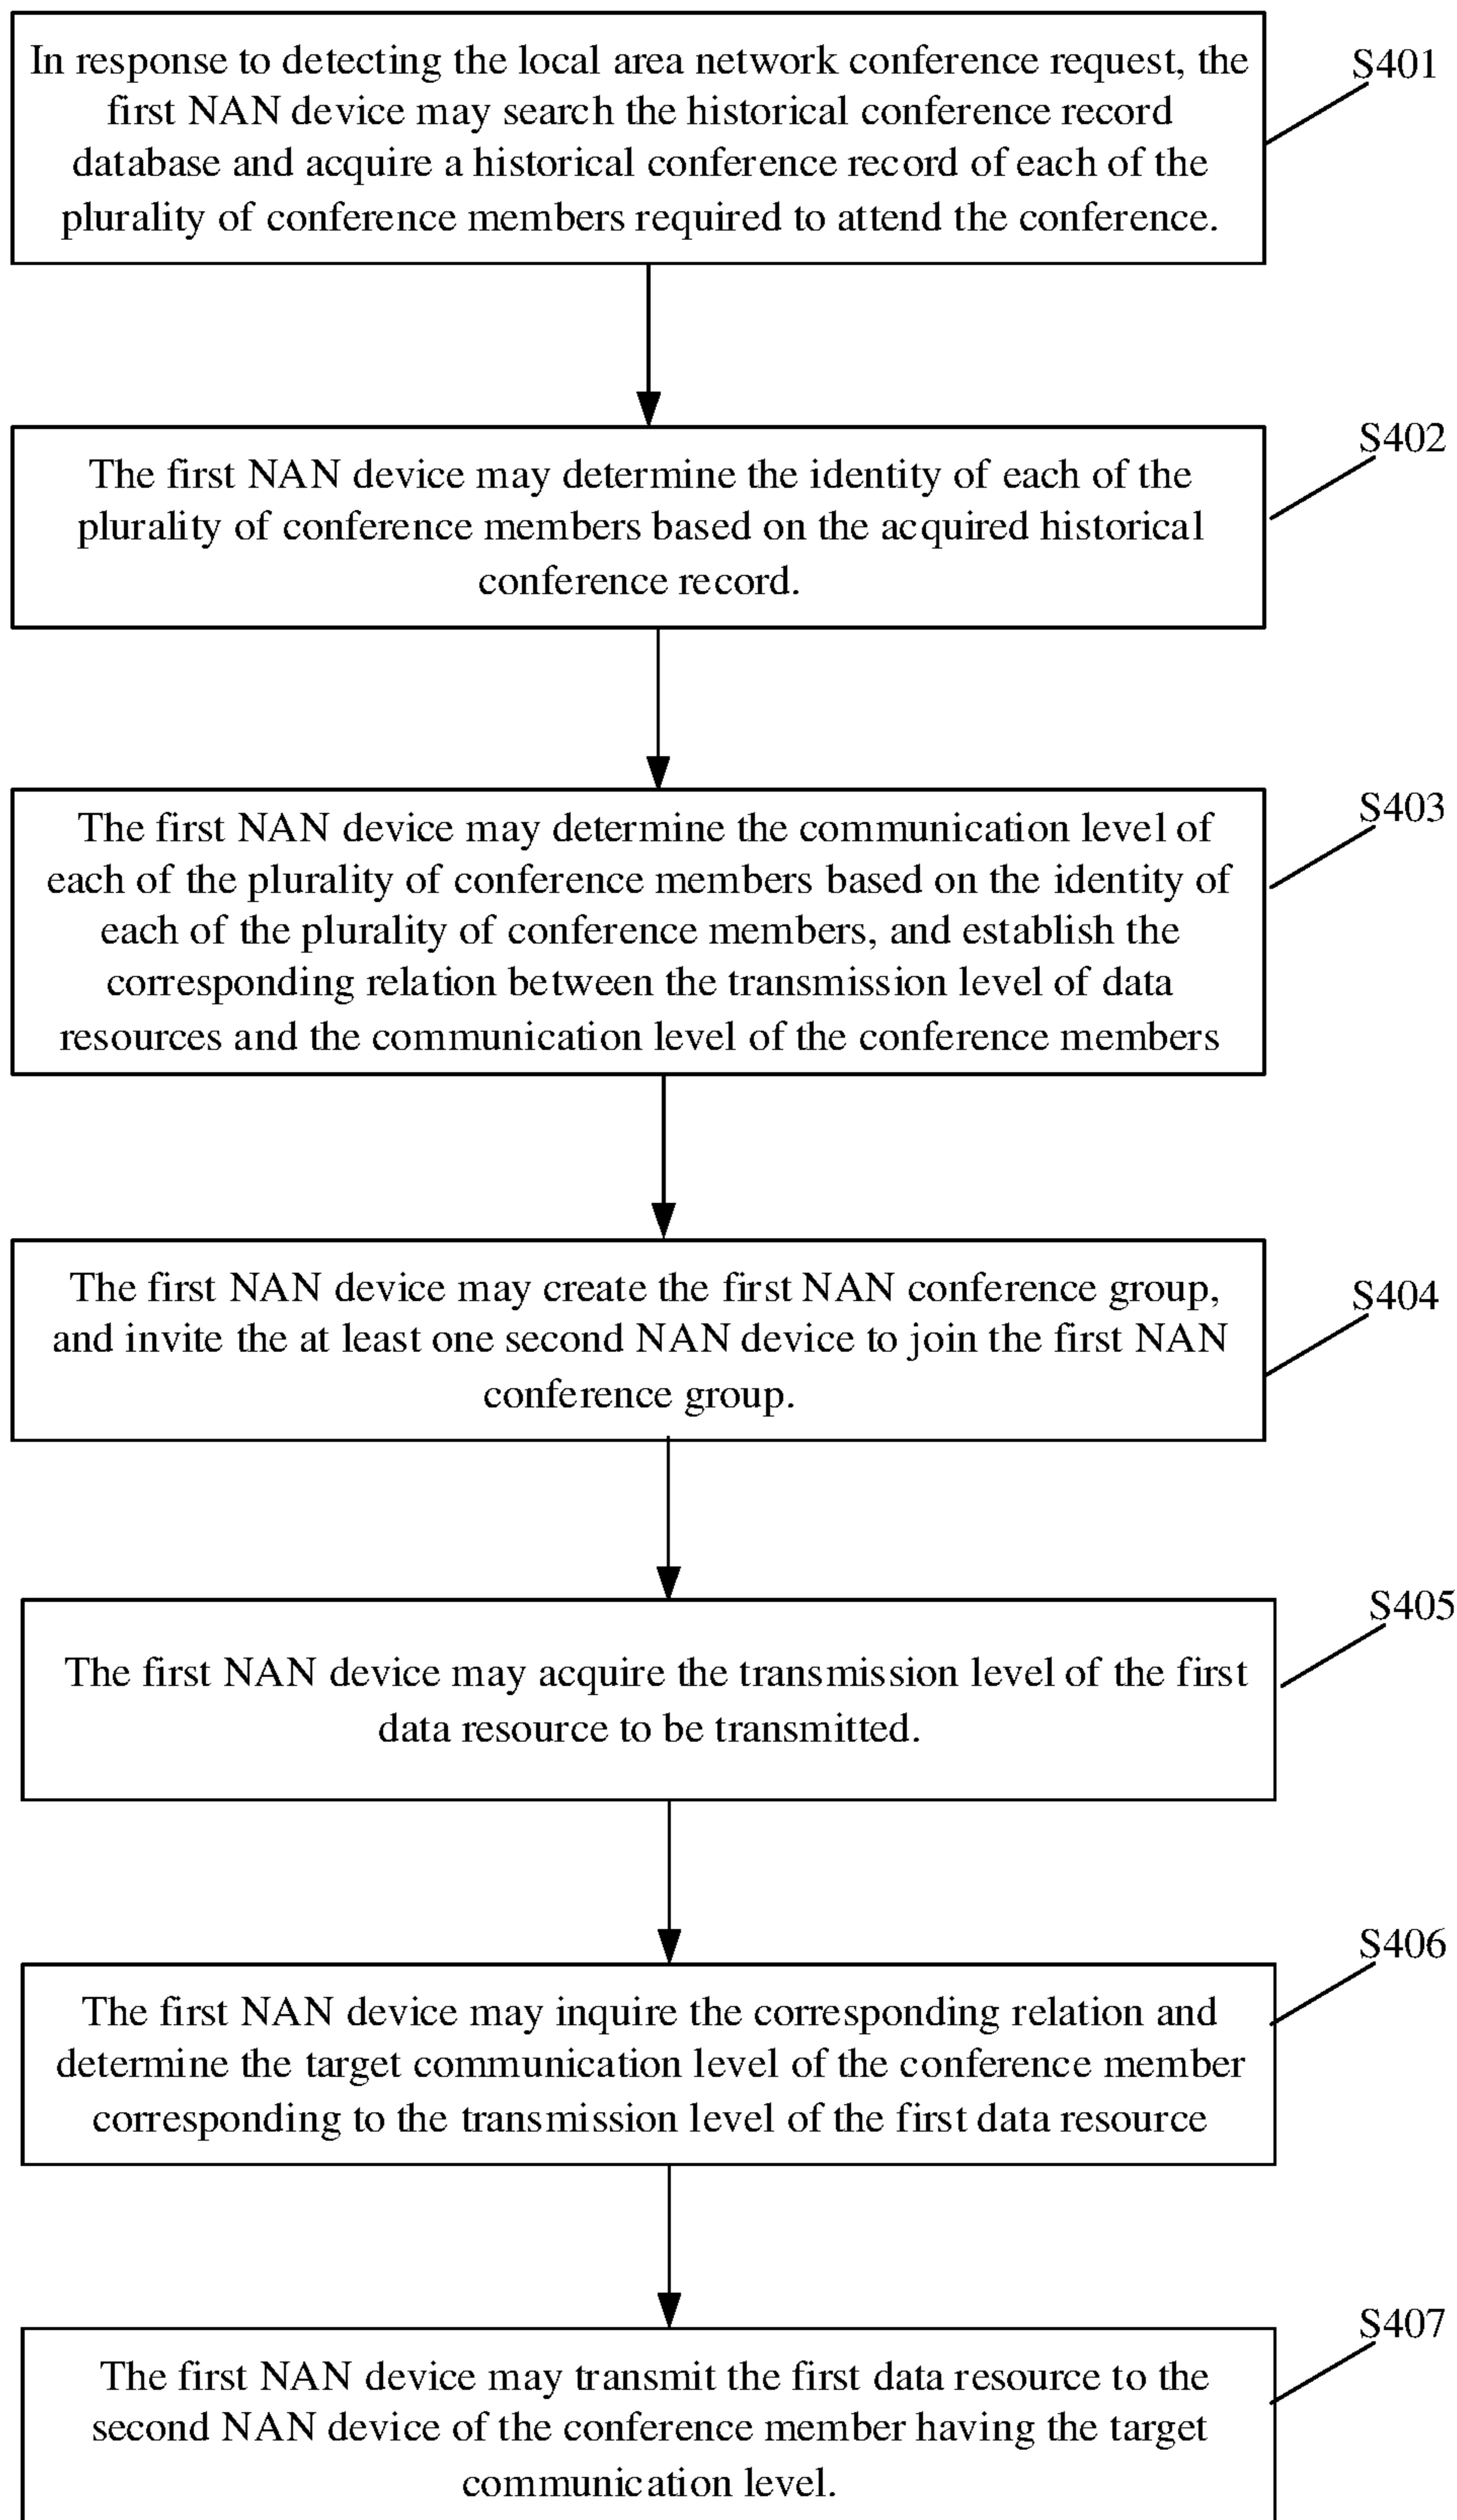 In response to detecting the local area network conference request, the
first NAN device may search the historical conference record
database and acquire a historical conference record of each of the
plurality of conference members required to attend the conference.
S401
The first NAN device may determine the identity of each of the
plurality of conference members based on the acquired historical
conference record.
S402
The first NAN device may determine the communication level of
each of the plurality of conference members based on the identity of
each of the plurality of conference members, and establish the
corresponding relation between the transmission level of data
resources and the communication level of the conference members
S403
The first NAN device may create the first NAN conference group,
and invite the at least one second NAN device to join the first NAN
conference group.
S404
The first NAN device may acquire the transmission level of the first
data resource to be transmitted.
S405
The first NAN device may inquire the corresponding relation and
determine the target communication level of the conference member
corresponding to the transmission level of the first data resource
S406
The first NAN device may transmit the first data resource to the
second NAN device of the conference member having the target
communication level.
S407